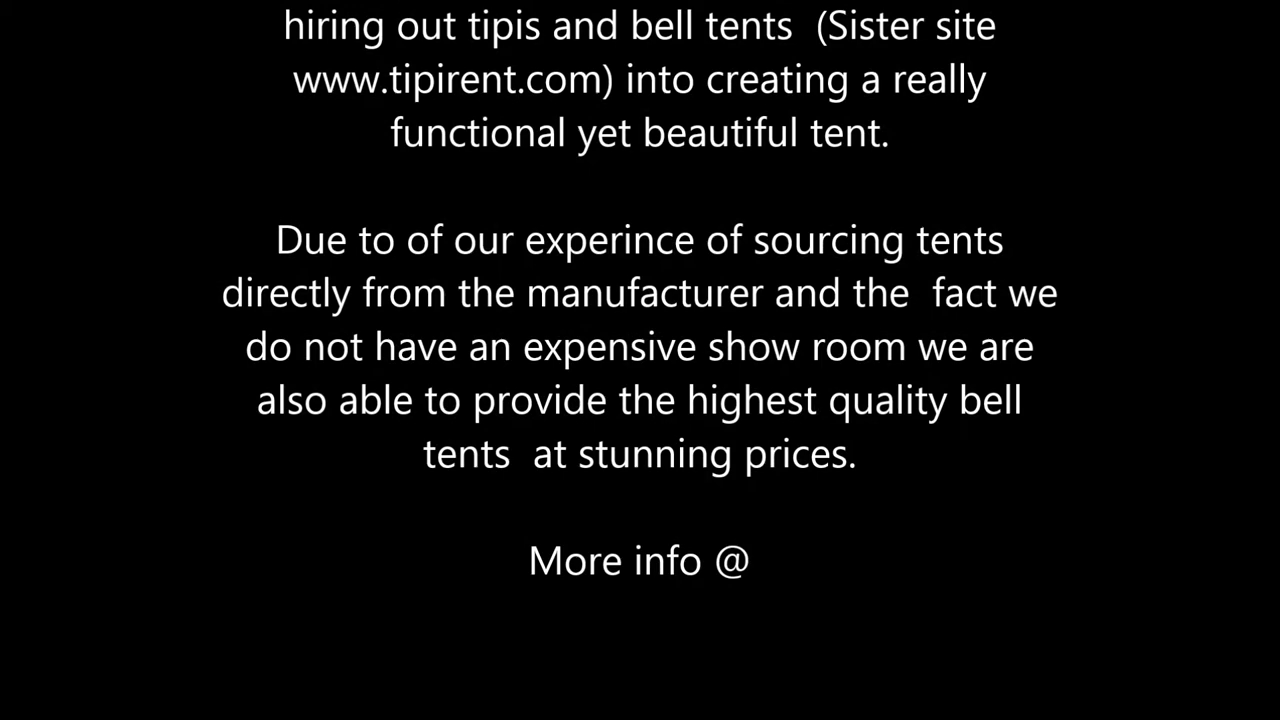 hiring out tipis and bell tents  (Sister site
www.tipirent.com) into creating a really
functional yet beautiful tent.
Due to of our experince of sourcing tents
directly from the manufacturer and the  fact we
do not have an expensive show room we are
also able to provide the highest quality bell
tents  at stunning prices.
More info @